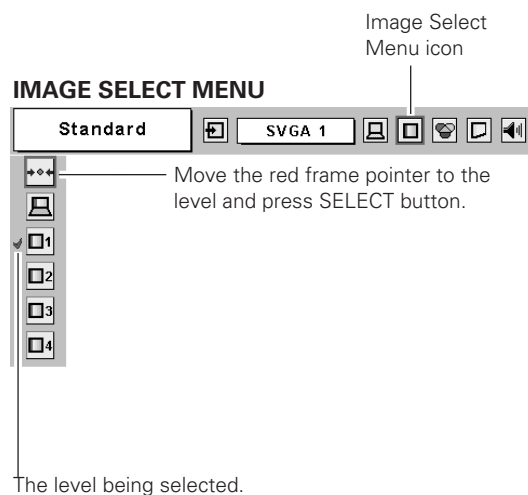 Image Select
Menu icon
IMAGE SELECT MENU
Standard
SVGA 1
Move the red frame pointer to the
level and press SELECT button.
1
2
3
4
The level being selected.